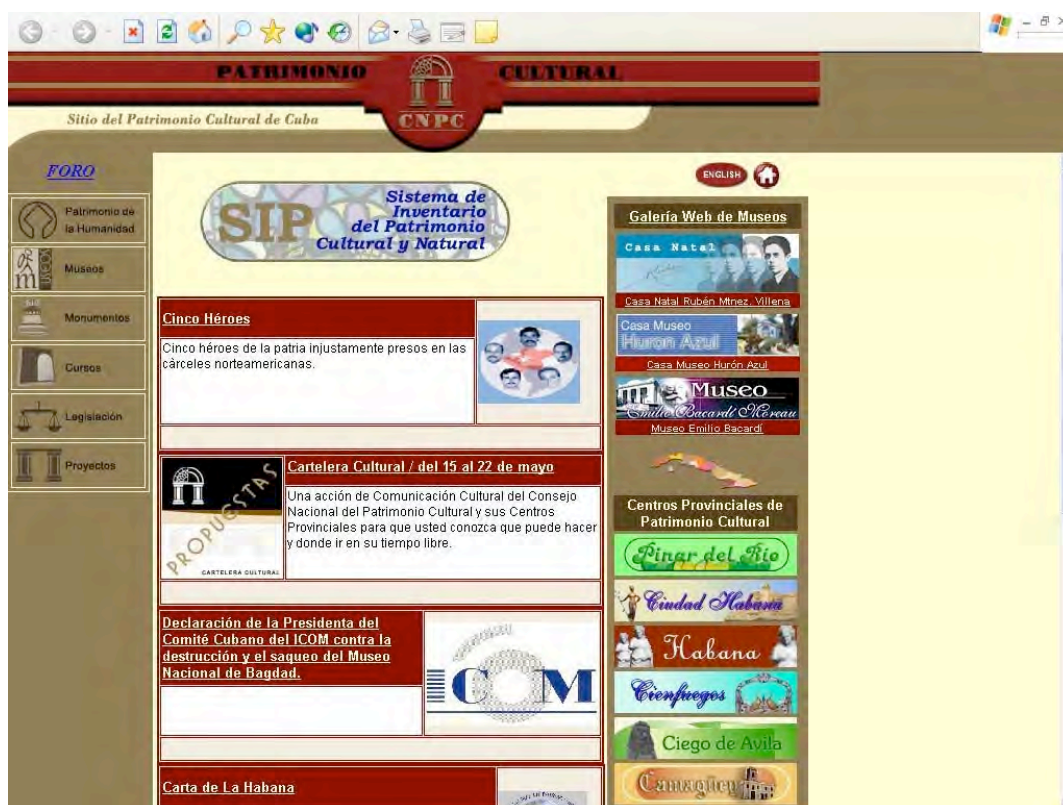 PATRIMONIO CULTURAL
CNPC
Sitio del Patrimonio Cultural de Cuba
FORO
Patrimonio de
la Humanidad
Museos
Monumentos
Cursos
Legislación
Proyectos
SIP
Sistema de
Inventario
del Patrimonio
Cultural y Natural
Cinco Héroes
Cinco héroes de la patria injustamente presos en las
cárceles norteamericanas.
PROPUESTAS
CARTELERA CULTURAL
Cartelera Cultural / del 15 al 22 de mayo
Una acción de Comunicación Cultural del Consejo
Nacional del Patrimonio Cultural y sus Centros
Provinciales para que usted conozca que puede hacer
y donde ir en su tiempo libre.
Declaración de la Presidenta del
Comité Cubano del ICOM contra la
destrucción y el saqueo del Museo
Nacional de Bagdad.
ICOM
Carta de La Habana
ENGLISH
Galería Web de Museos
Casa Natal
Casa Natal Rubén Mtnez. Villena
Casa Museo
Hurón Azul
Casa Museo Hurón Azul
Museo
Emilio Bacardí Moreau
Museo Emilio Bacardí
Centros Provinciales de
Patrimonio Cultural
Pinar del Río
Ciudad Habana
Habana
Cienfuegos
Ciego de Avila
Camagüey